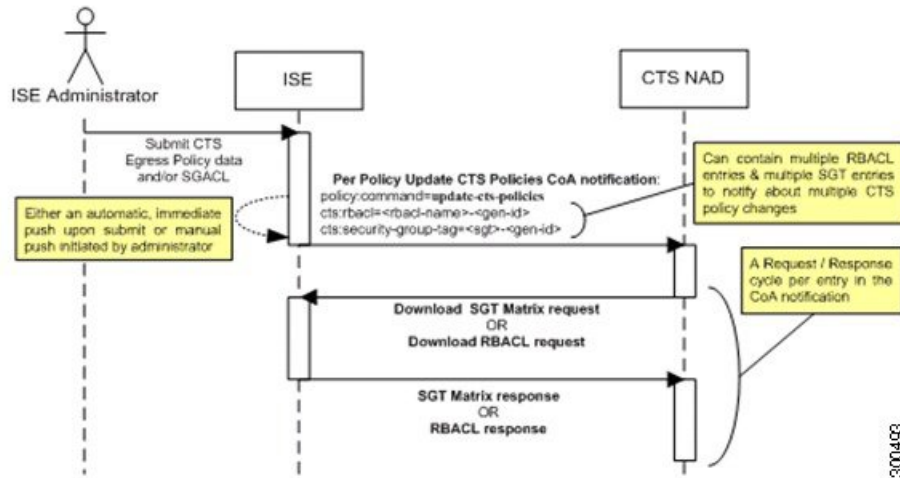 ISE Administrator
ISE
CTS NAD
Submit CTS
Egress Policy data
and/or SGACL
Either an automatic, immediate
push upon submit or manual
push initiated by administrator
Per Policy Update CTS Policies CoA notification:
policy:command=update-cts-policies
cts:rbacl=<rbacl-name>-<gen-id>
cts:security-group-tag=<sgt>-<gen-id>
Can contain multiple RBACL
entries & multiple SGT entries
to notify about multiple CTS
policy changes
A Request / Response
cycle per entry in the
CoA notification
Download SGT Matrix request
OR
Download RBACL request
SGT Matrix response
OR
RBACL response
300493